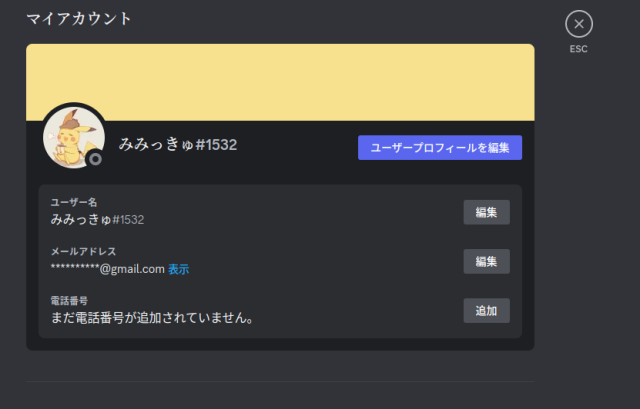 マイアカウント
ESC
みみっきゅ#1532
ユーザープロフィールを編集
ユーザー名
みみっきゅ#1532
編集
メールアドレス
**********@gmail.com 表示
編集
電話番号
まだ電話番号が追加されていません。
追加